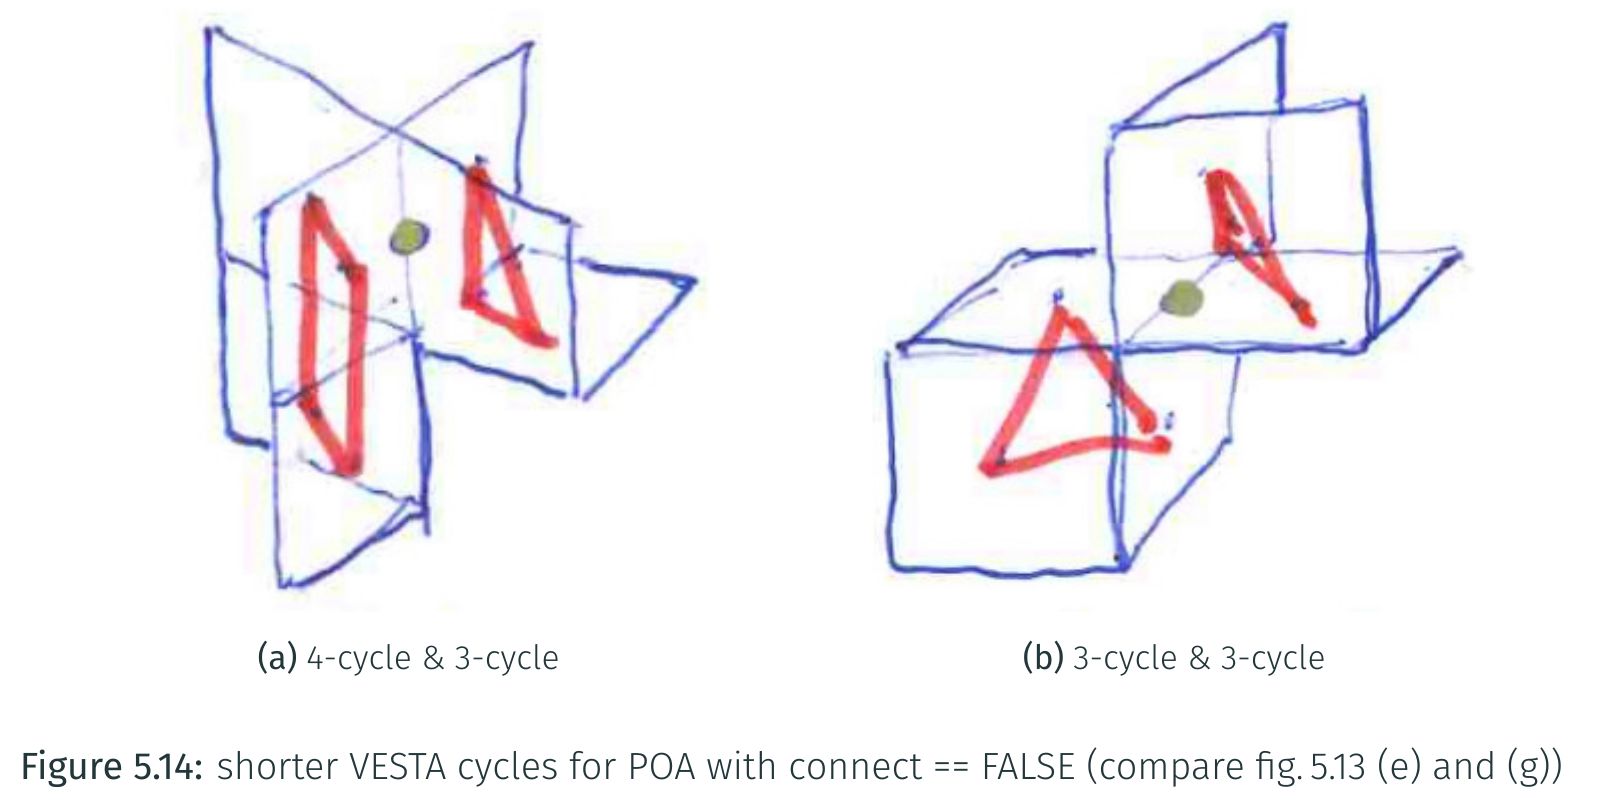 (a) 4-cycle & 3-cycle
(b) 3-cycle & 3-cycle
Figure 5.14: shorter VESTA cycles for POA with connect == FALSE (compare fig. 5.13 (e) and (g))